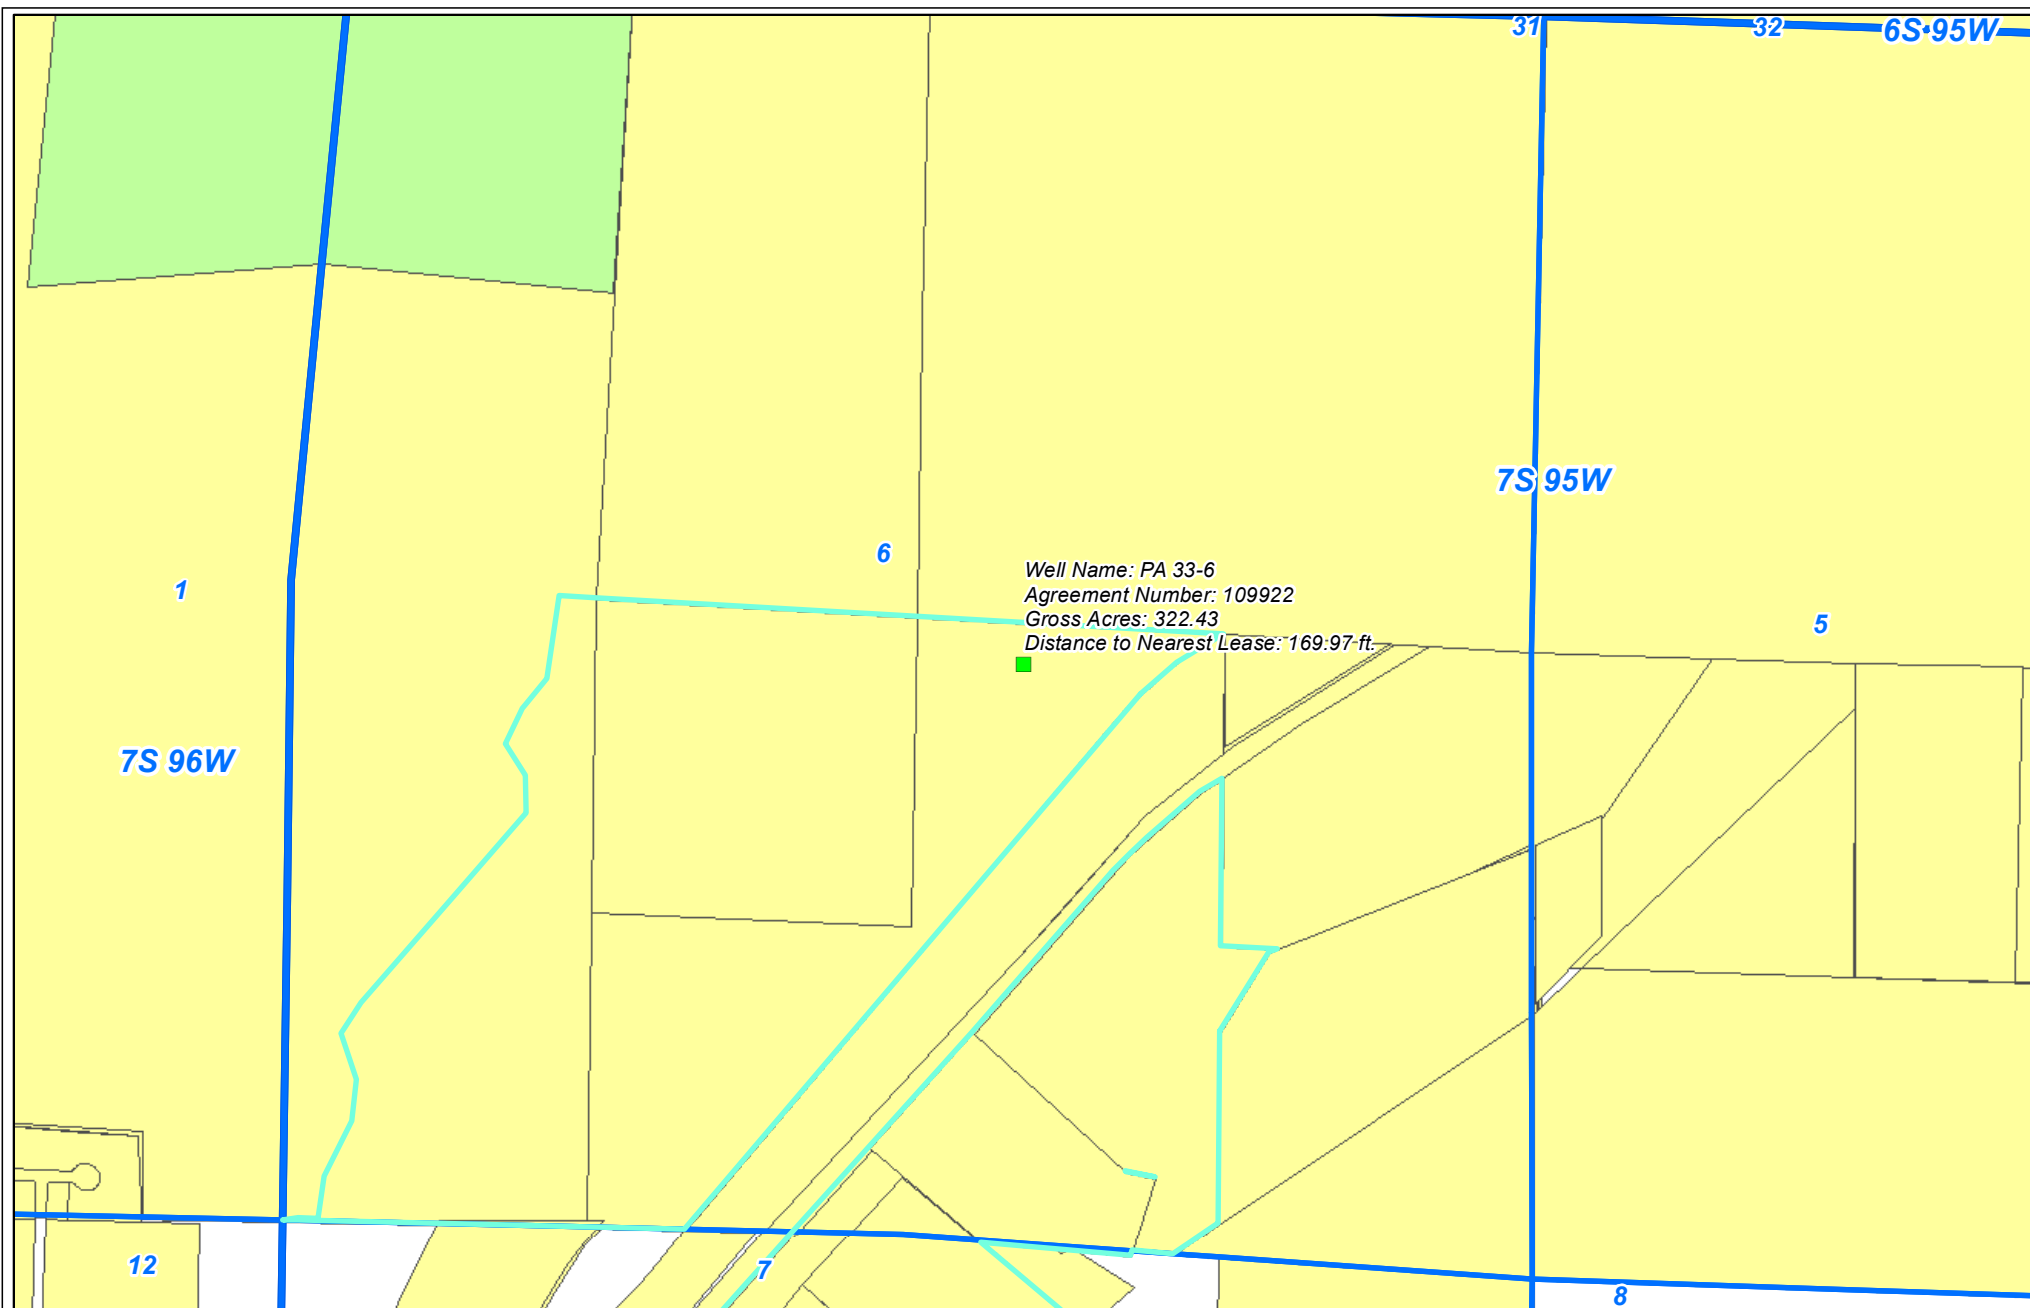 31
32
6S 95W
7S 95W
6
Well Name: PA 33-6
Agreement Number: 109922
Gross Acres: 322.43
Distance to Nearest Lease: 169.97 ft.
1
5
7S 96W
12
7
8